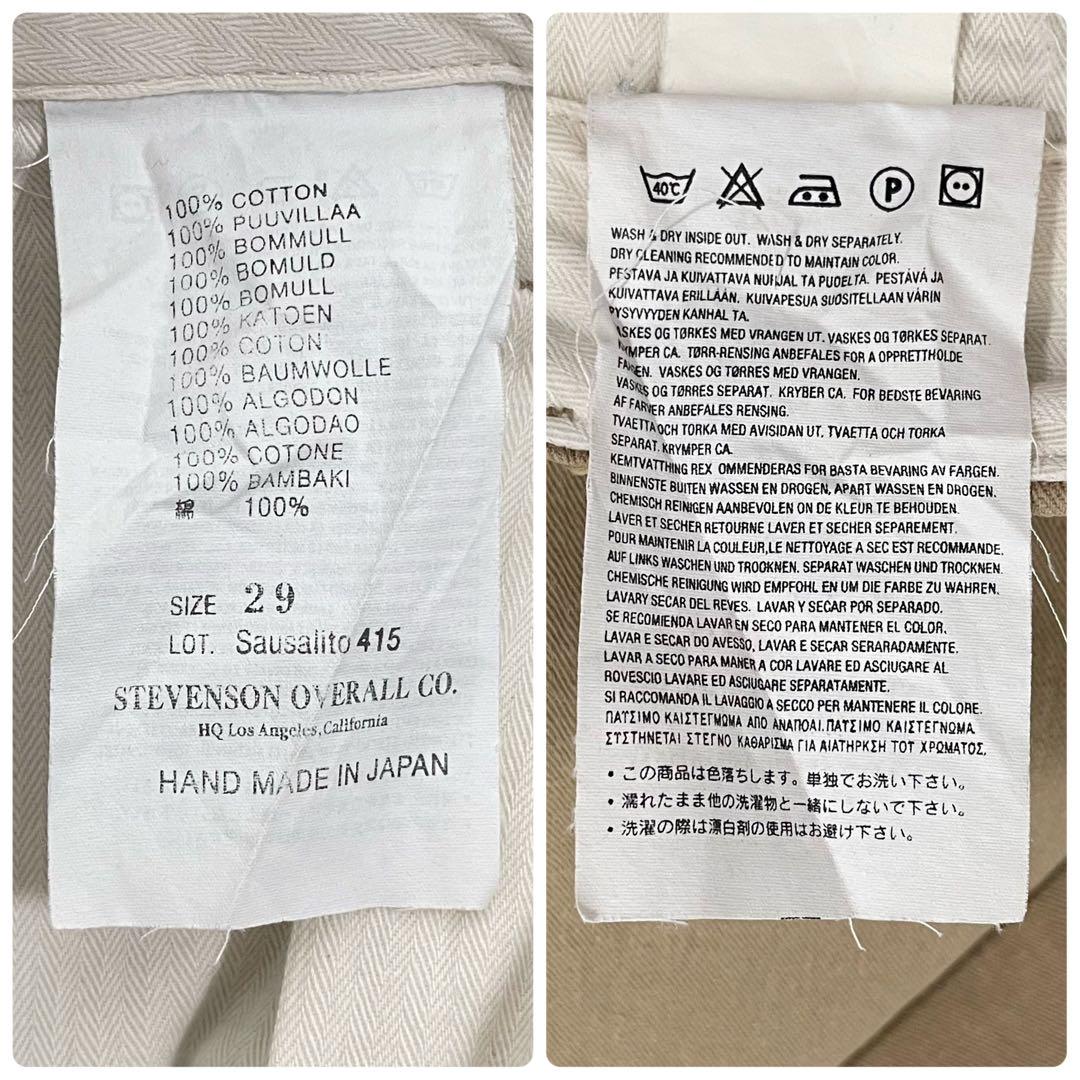 100% COTTON
100% PUUVILLAA
100% BOMMULL
100% BOMULD
100% BOMULL
100% KATOEN
100% COTON
100% BAUMWOLLE
100% ALGODON
100% ALGODAO
100% COTONE
100% BAMBAKI
綿 100%
SIZE 29
LOT. Sausalito 415
STEVENSON OVERALL CO.
HQ Los Angeles, California
HAND MADE IN JAPAN
40℃ P
WASH & DRY INSIDE OUT. WASH & DRY SEPARATELY.
DRY CLEANING RECOMMENDED TO MAINTAIN COLOR.
PESTAVA JA KUIVATTAVA TA PUOELTA. PESTÁVÁ JA
KUIVATTAVA ERILLÄÄN. KUIVAPESUA SUOSITELLAAN VÁRIN
PYSYVYYDEN KANHAL TA.
VASKES OG TØRKES MED VRANGEN UT. VASKES OG TØRKES SEPARAT.
KYMPER CA. TØRR-RENSING ANBEFALES FOR A OPPRETTHOLDE
FARGEN. VASKES OG TØRRES MED VRANGEN.
VASKES OG TØRRES SEPARAT. KRYBER CA. FOR BEDSTE BEVARING
AF FARVER ANBEFALES RENSING.
TVAETTA OCH TORKA MED AVISIDAN UT. TVAETTA OCH TORKA
SEPARAT. KRYMPER CA.
KEMTVATTHING REX OMMENDERAS FOR BASTA BEVARING AV FARGEN.
BINNENSTE BUITEN WASSEN EN DROGEN, APART WASSEN EN DROGEN.
CHEMISCH REINIGEN AANBEVOLEN ON DE KLEUR TE BEHOUDEN.
LAVER ET SECHER RETOURNE LAVER ET SECHER SEPAREMENT.
POUR MAINTENIR LA COULEUR,LE NETTOYAGE A SEC EST RECOMMANDE.
AUF LINKS WASCHEN UND TROOKNEN. SEPARAT WASCHEN UND TROCKNEN.
CHEMISCHE REINIGUNG WIRD EMPFOHL EN UM DIE FARBE ZU WAHREN.
LAVARY SECAR DEL REVES. LAVAR Y SECAR POR SEPARADO.
SE RECOMIENDA LAVAR EN SECO PARA MANTENER EL COLOR.
LAVAR E SECAR DO AVESSO, LAVAR E SECAR SERARADAMENTE.
LAVAR A SECO PARA MANER A COR LAVARE ED ASCIUGARE AL
ROVESCIO LAVARE ED ASCIUGARE SEPARATAMENTE.
SI RACCOMANDA IL LAVAGGIO A SECCO PER MANTENERE IL COLORE.
ΠΑΤΣΙΜΟ ΚΑΙΣΤΕΓΜΩΜΑ ΑΠΟ ΑΝΑΠΟΑΙ.ΠΑΤΣΙΜΟ ΚΑΙΣΤΕΓΝΩΜΑ
ΣΤΣΤΗΝΕΤΑΙ ΣΤΕΓΝΟ ΚΑΘΑΡΙΣΜΑ ΓΙΑ ΔΙΑΤΗΡΚΣΗ ΤΟΤ ΧΡΩΜΑΤΟΣ.
・この商品は色落ちします。単独でお洗い下さい。
・濡れたまま他の洗濯物と一緒にしないで下さい。
・洗濯の際は漂白剤の使用はお避け下さい。